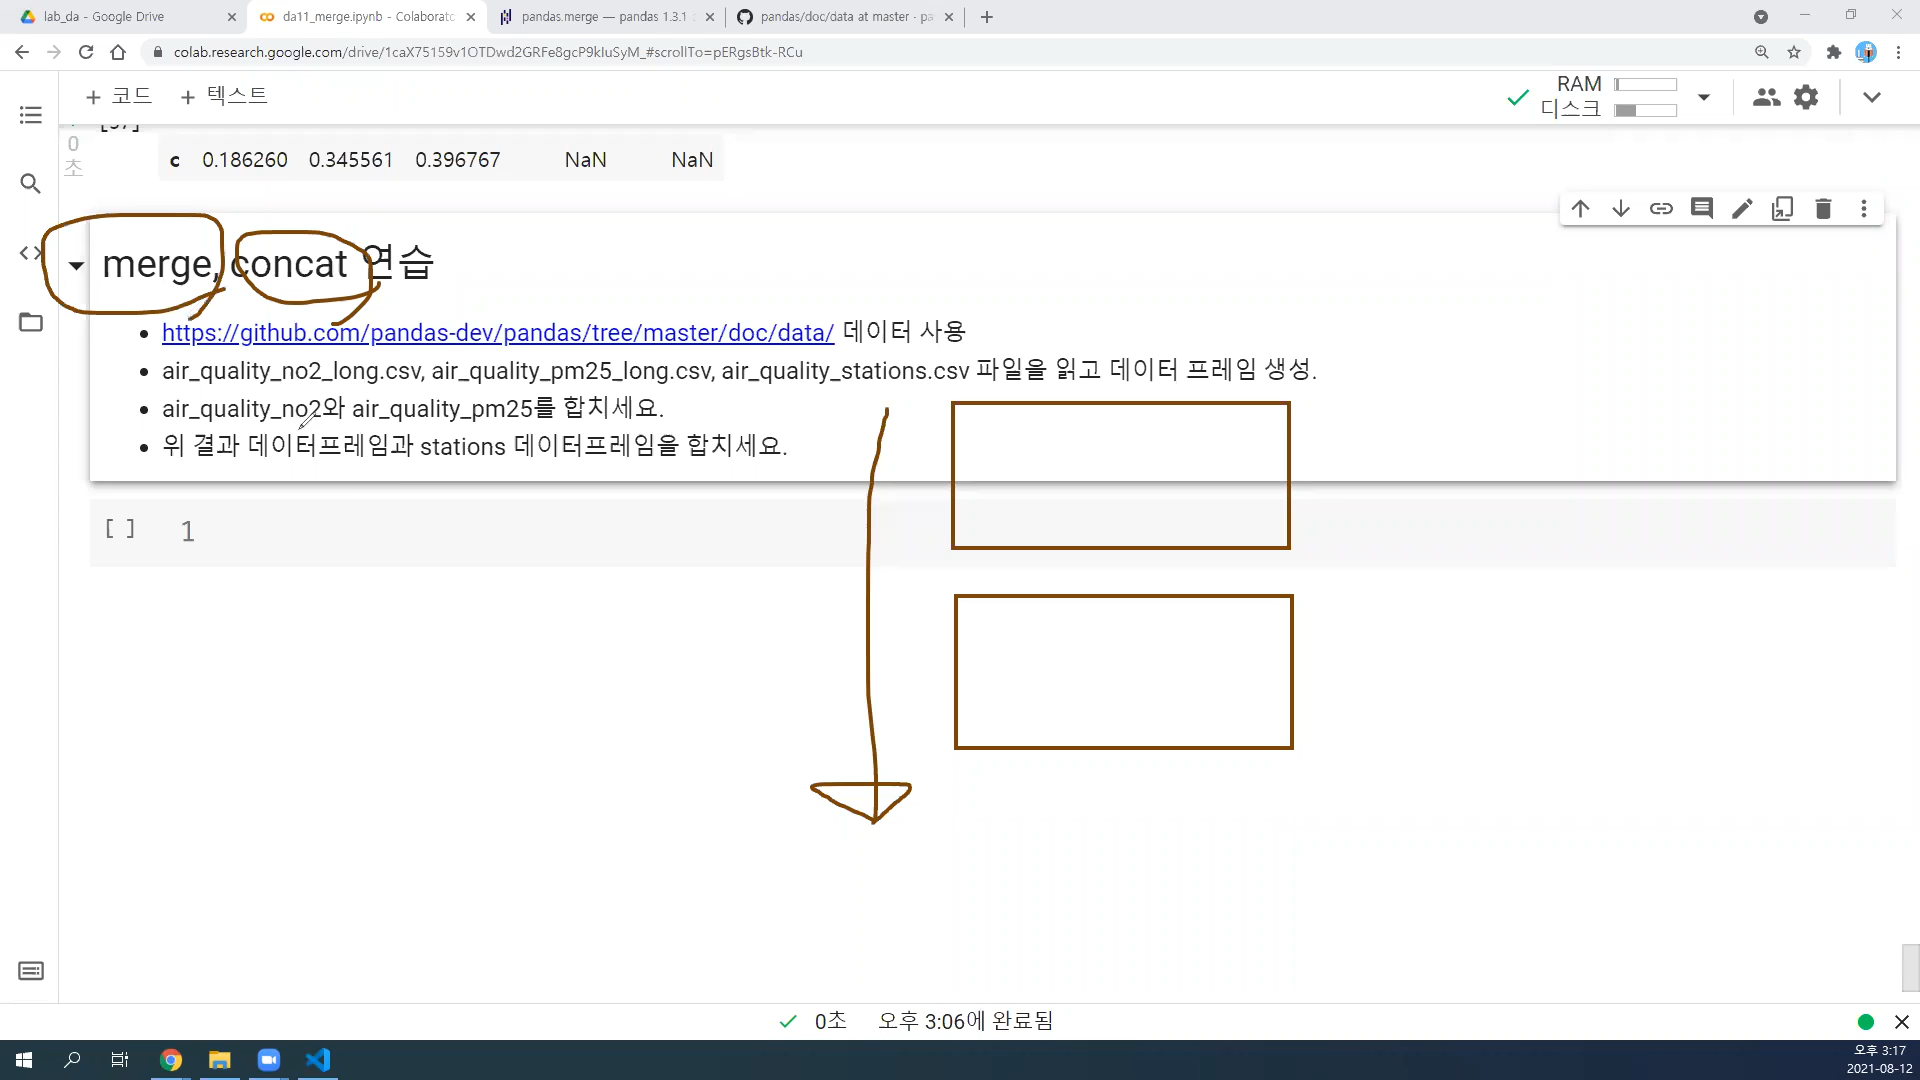 lab_da - Google Drive
da11_merge.ipynb - Colaborato
pandas.merge — pandas 1.3.1
pandas/doc/data at master · pa
colab.research.google.com/drive/1caX75159v1OTDwd2GRFe8gcP9kIuSyM_#scrollTo=pERgsBtk-RCu
+ 코드 + 텍스트
RAM
디스크
0
초
c 0.186260 0.345561 0.396767 NaN NaN
merge, concat 연습
https://github.com/pandas-dev/pandas/tree/master/doc/data/ 데이터 사용
air_quality_no2_long.csv, air_quality_pm25_long.csv, air_quality_stations.csv 파일을 읽고 데이터 프레임 생성.
air_quality_no2와 air_quality_pm25를 합치세요.
위 결과 데이터프레임과 stations 데이터프레임을 합치세요.
[ ] 1
0초 오후 3:06에 완료됨
오후 3:17
2021-08-12